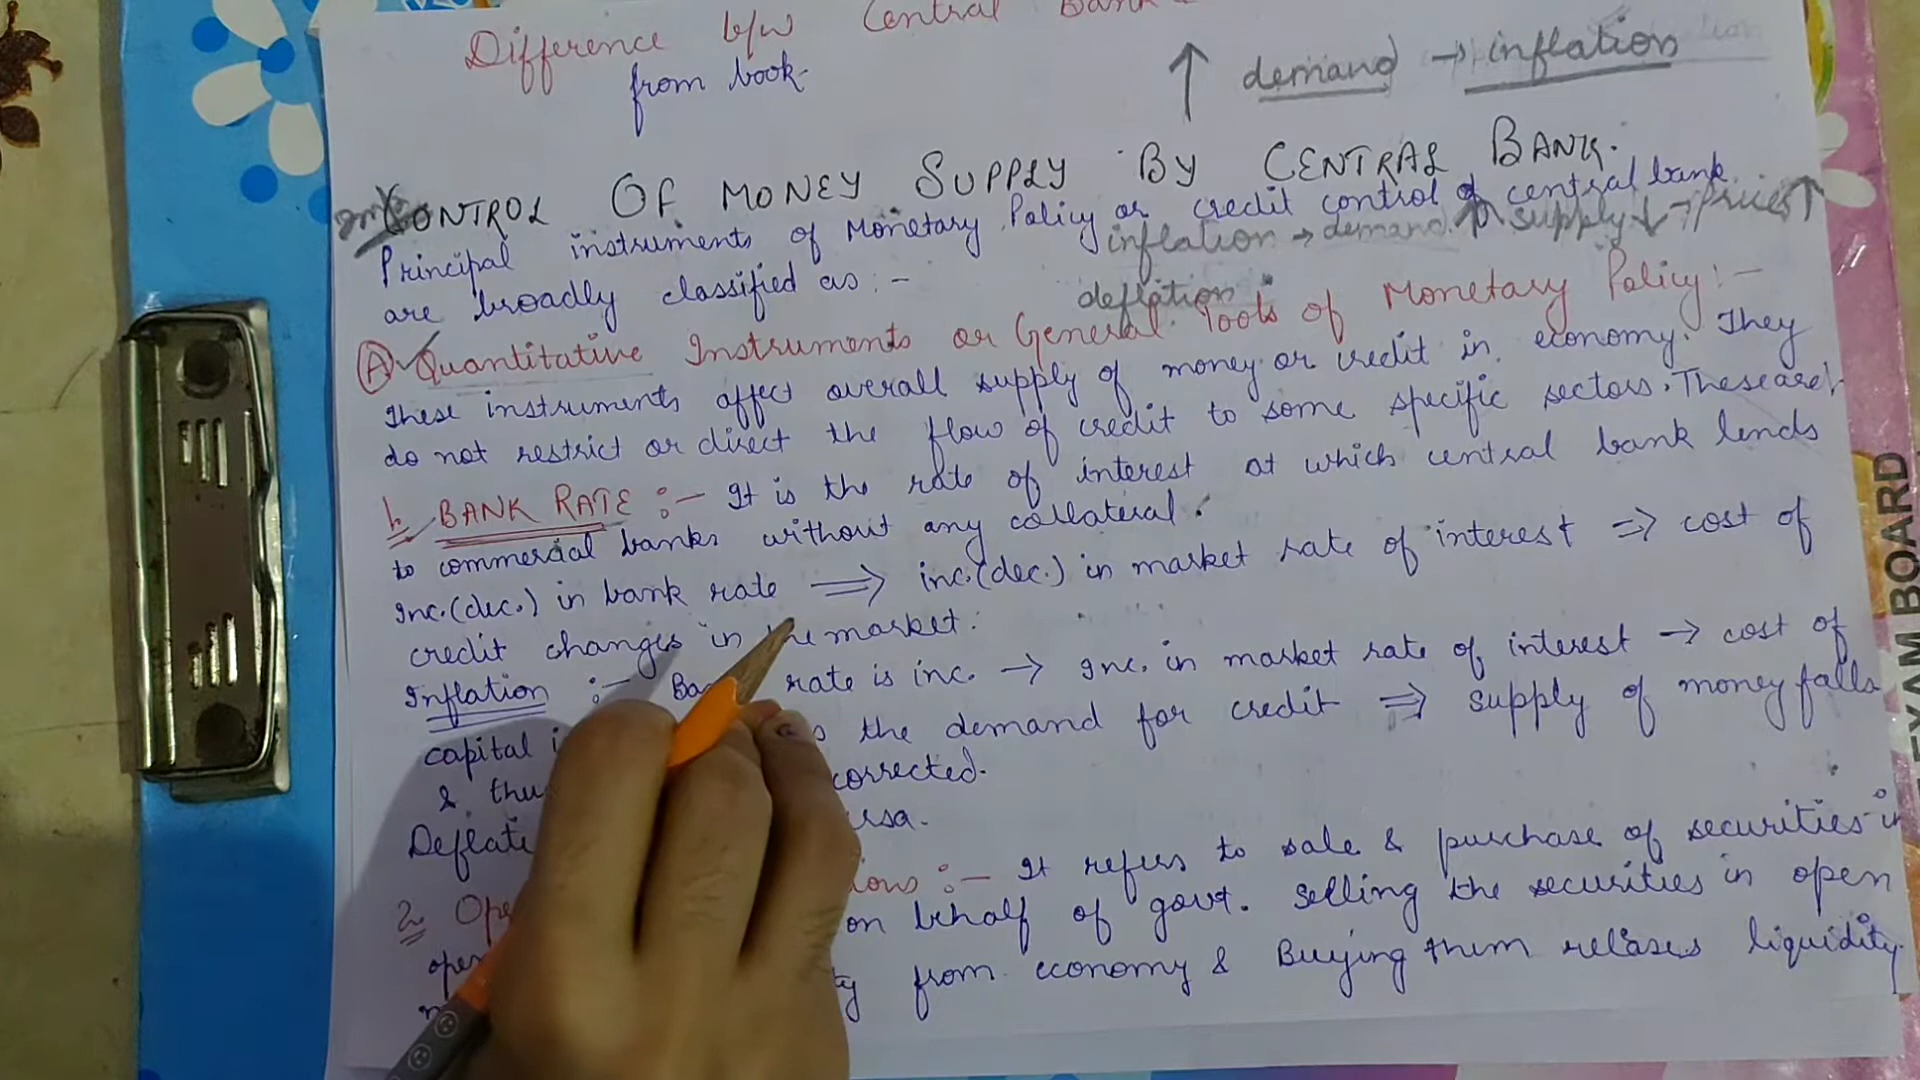 Difference b/w Central Bank
from book-
↑ demand → inflation
CONTROL OF MONEY SUPPLY BY CENTRAL BANK.
Principal instruments of Monetary Policy or credit control of central bank
inflation → demand ↑ supply ↓ → prices ↑
are broadly classified as :-
deflation
(A) Quantitative Instruments or General Tools of Monetary Policy:-
These instruments affect overall supply of money or credit in economy. They
do not restrict or direct the flow of credit to some specific sectors. These are:-
1. BANK RATE :- It is the rate of interest at which central bank lends
to commercial banks without any collateral.
Inc.(dec.) in bank rate ⇒ inc.(dec.) in market rate of interest ⇒ cost of
credit changes in the market.
Inflation :- rate is inc. → Inc. in market rate of interest → cost of
capital the demand for credit ⇒ supply of money falls
& corrected.
2. It refers to sale & purchase of securities in
on behalf of govt. Selling the securities in open
from economy & Buying them releases liquidity.
EXAM BOARD